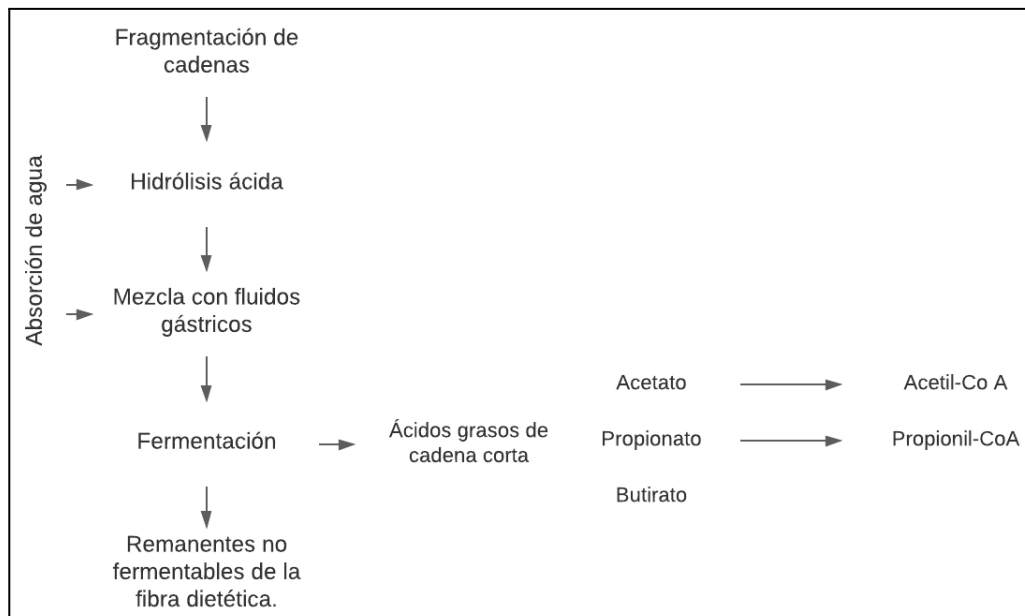 Fragmentación de
cadenas
Absorción de agua
Hidrólisis ácida
Mezcla con fluidos
gástricos
Fermentación
Ácidos grasos de
cadena corta
Acetato
Acetil-Co A
Propionato
Propionil-CoA
Butirato
Remanentes no
fermentables de la
fibra dietética.